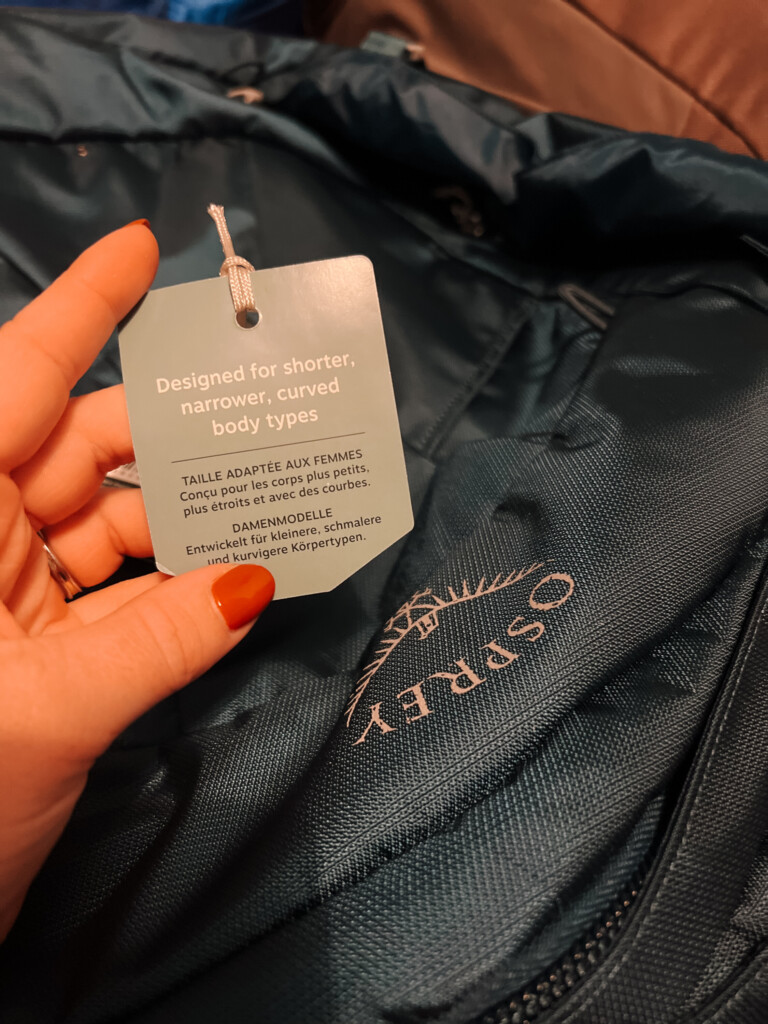 Designed for shorter,
narrower, curved
body types
TAILLE ADAPTÉE AUX FEMMES
Conçu pour les corps plus petits,
plus étroits et avec des courbes.
DAMENMODELLE
Entwickelt für kleinere, schmalere
und kurvigere Körpertypen.
OSPREY